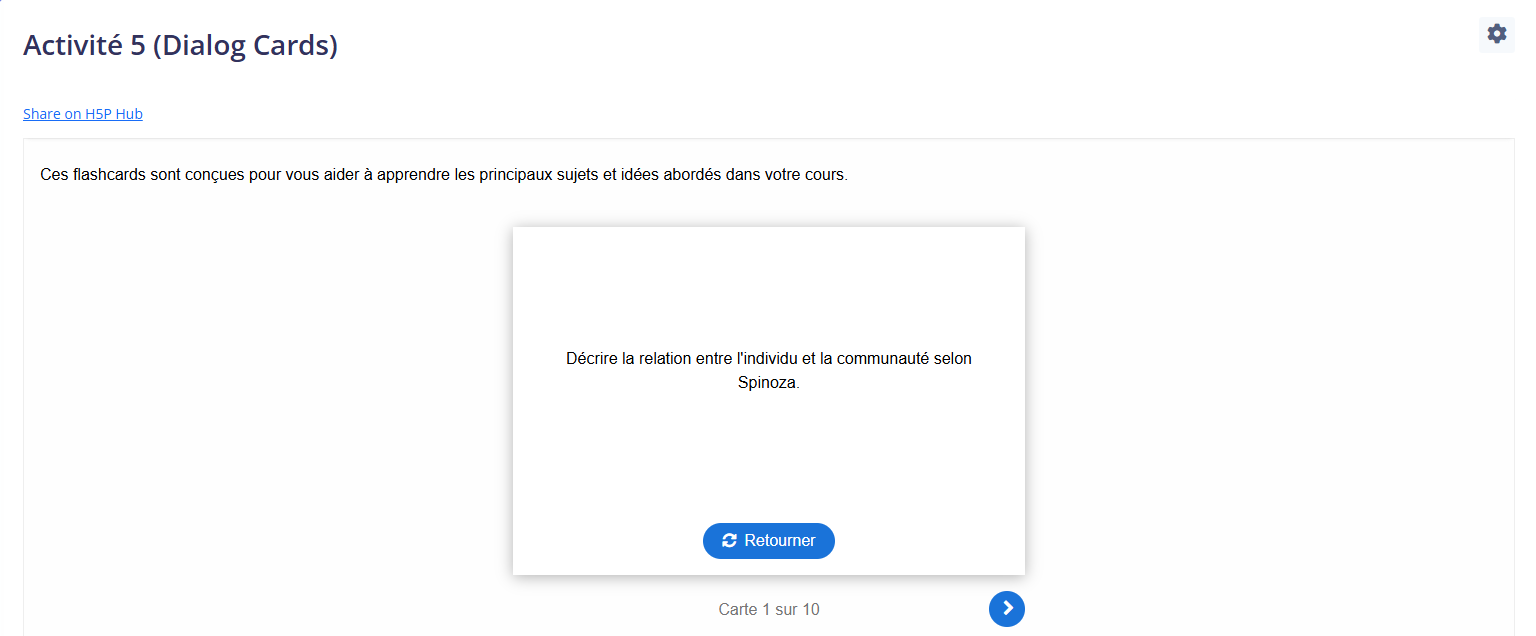 Activité 5 (Dialog Cards)
Share on H5P Hub
Ces flashcards sont conçues pour vous aider à apprendre les principaux sujets et idées abordés dans votre cours.
Décrire la relation entre l'individu et la communauté selon
Spinoza.
Retourner
Carte 1 sur 10